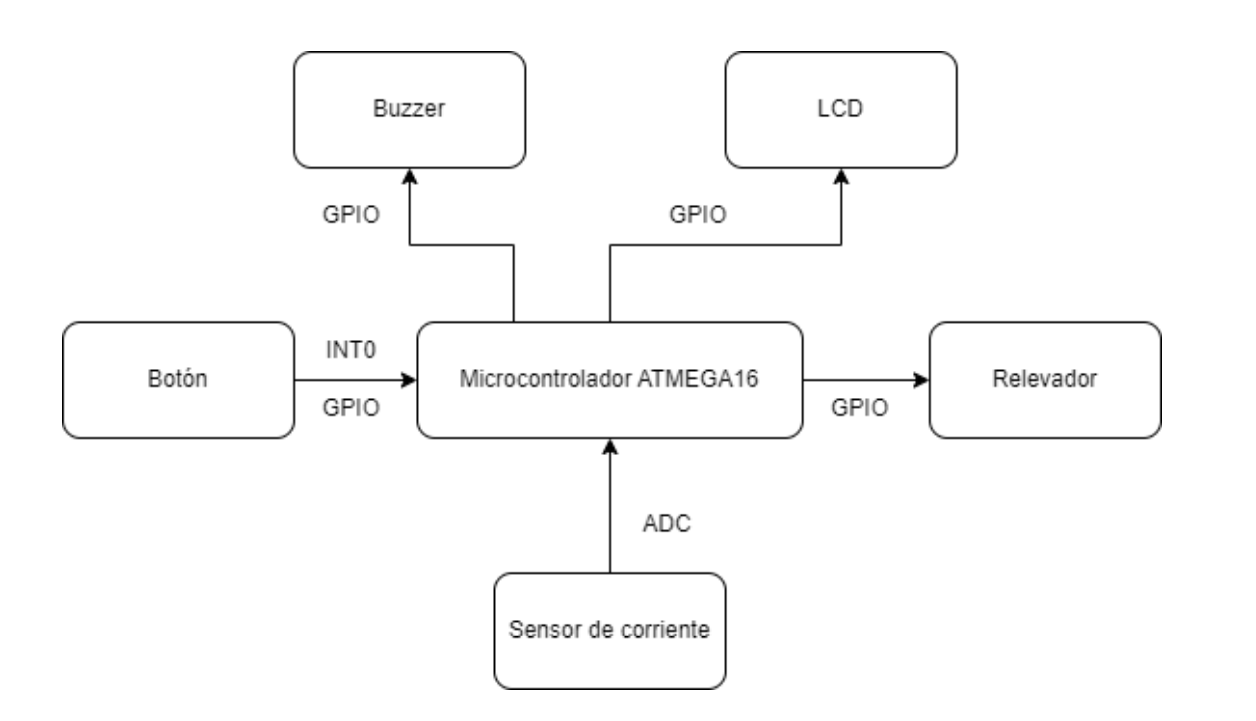 Buzzer
LCD
GPIO
GPIO
Botón
INT0
GPIO
Microcontrolador ATMEGA16
GPIO
Relevador
ADC
Sensor de corriente